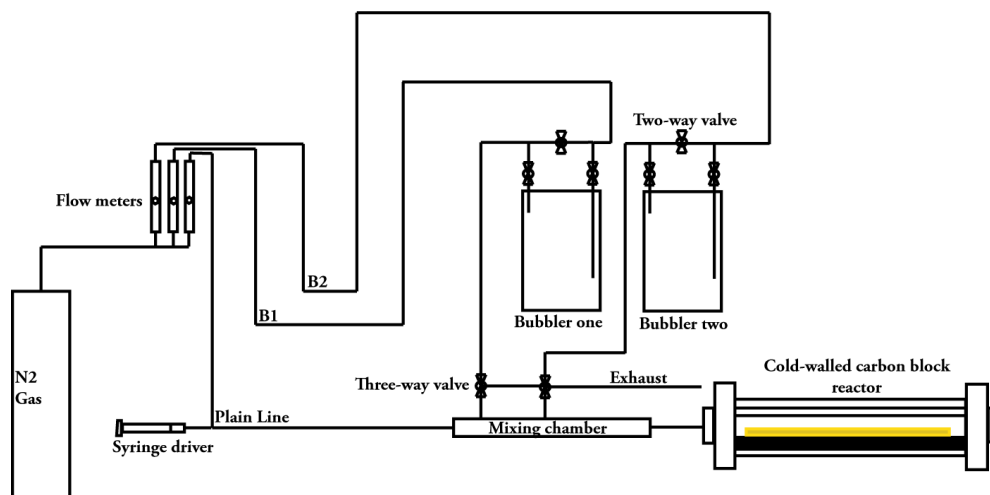 Two-way valve
Flow meters
B2
B1
Bubbler one
Bubbler two
N2
Gas
Three-way valve
Exhaust
Cold-walled carbon block
reactor
Plain Line
Mixing chamber
Syringe driver